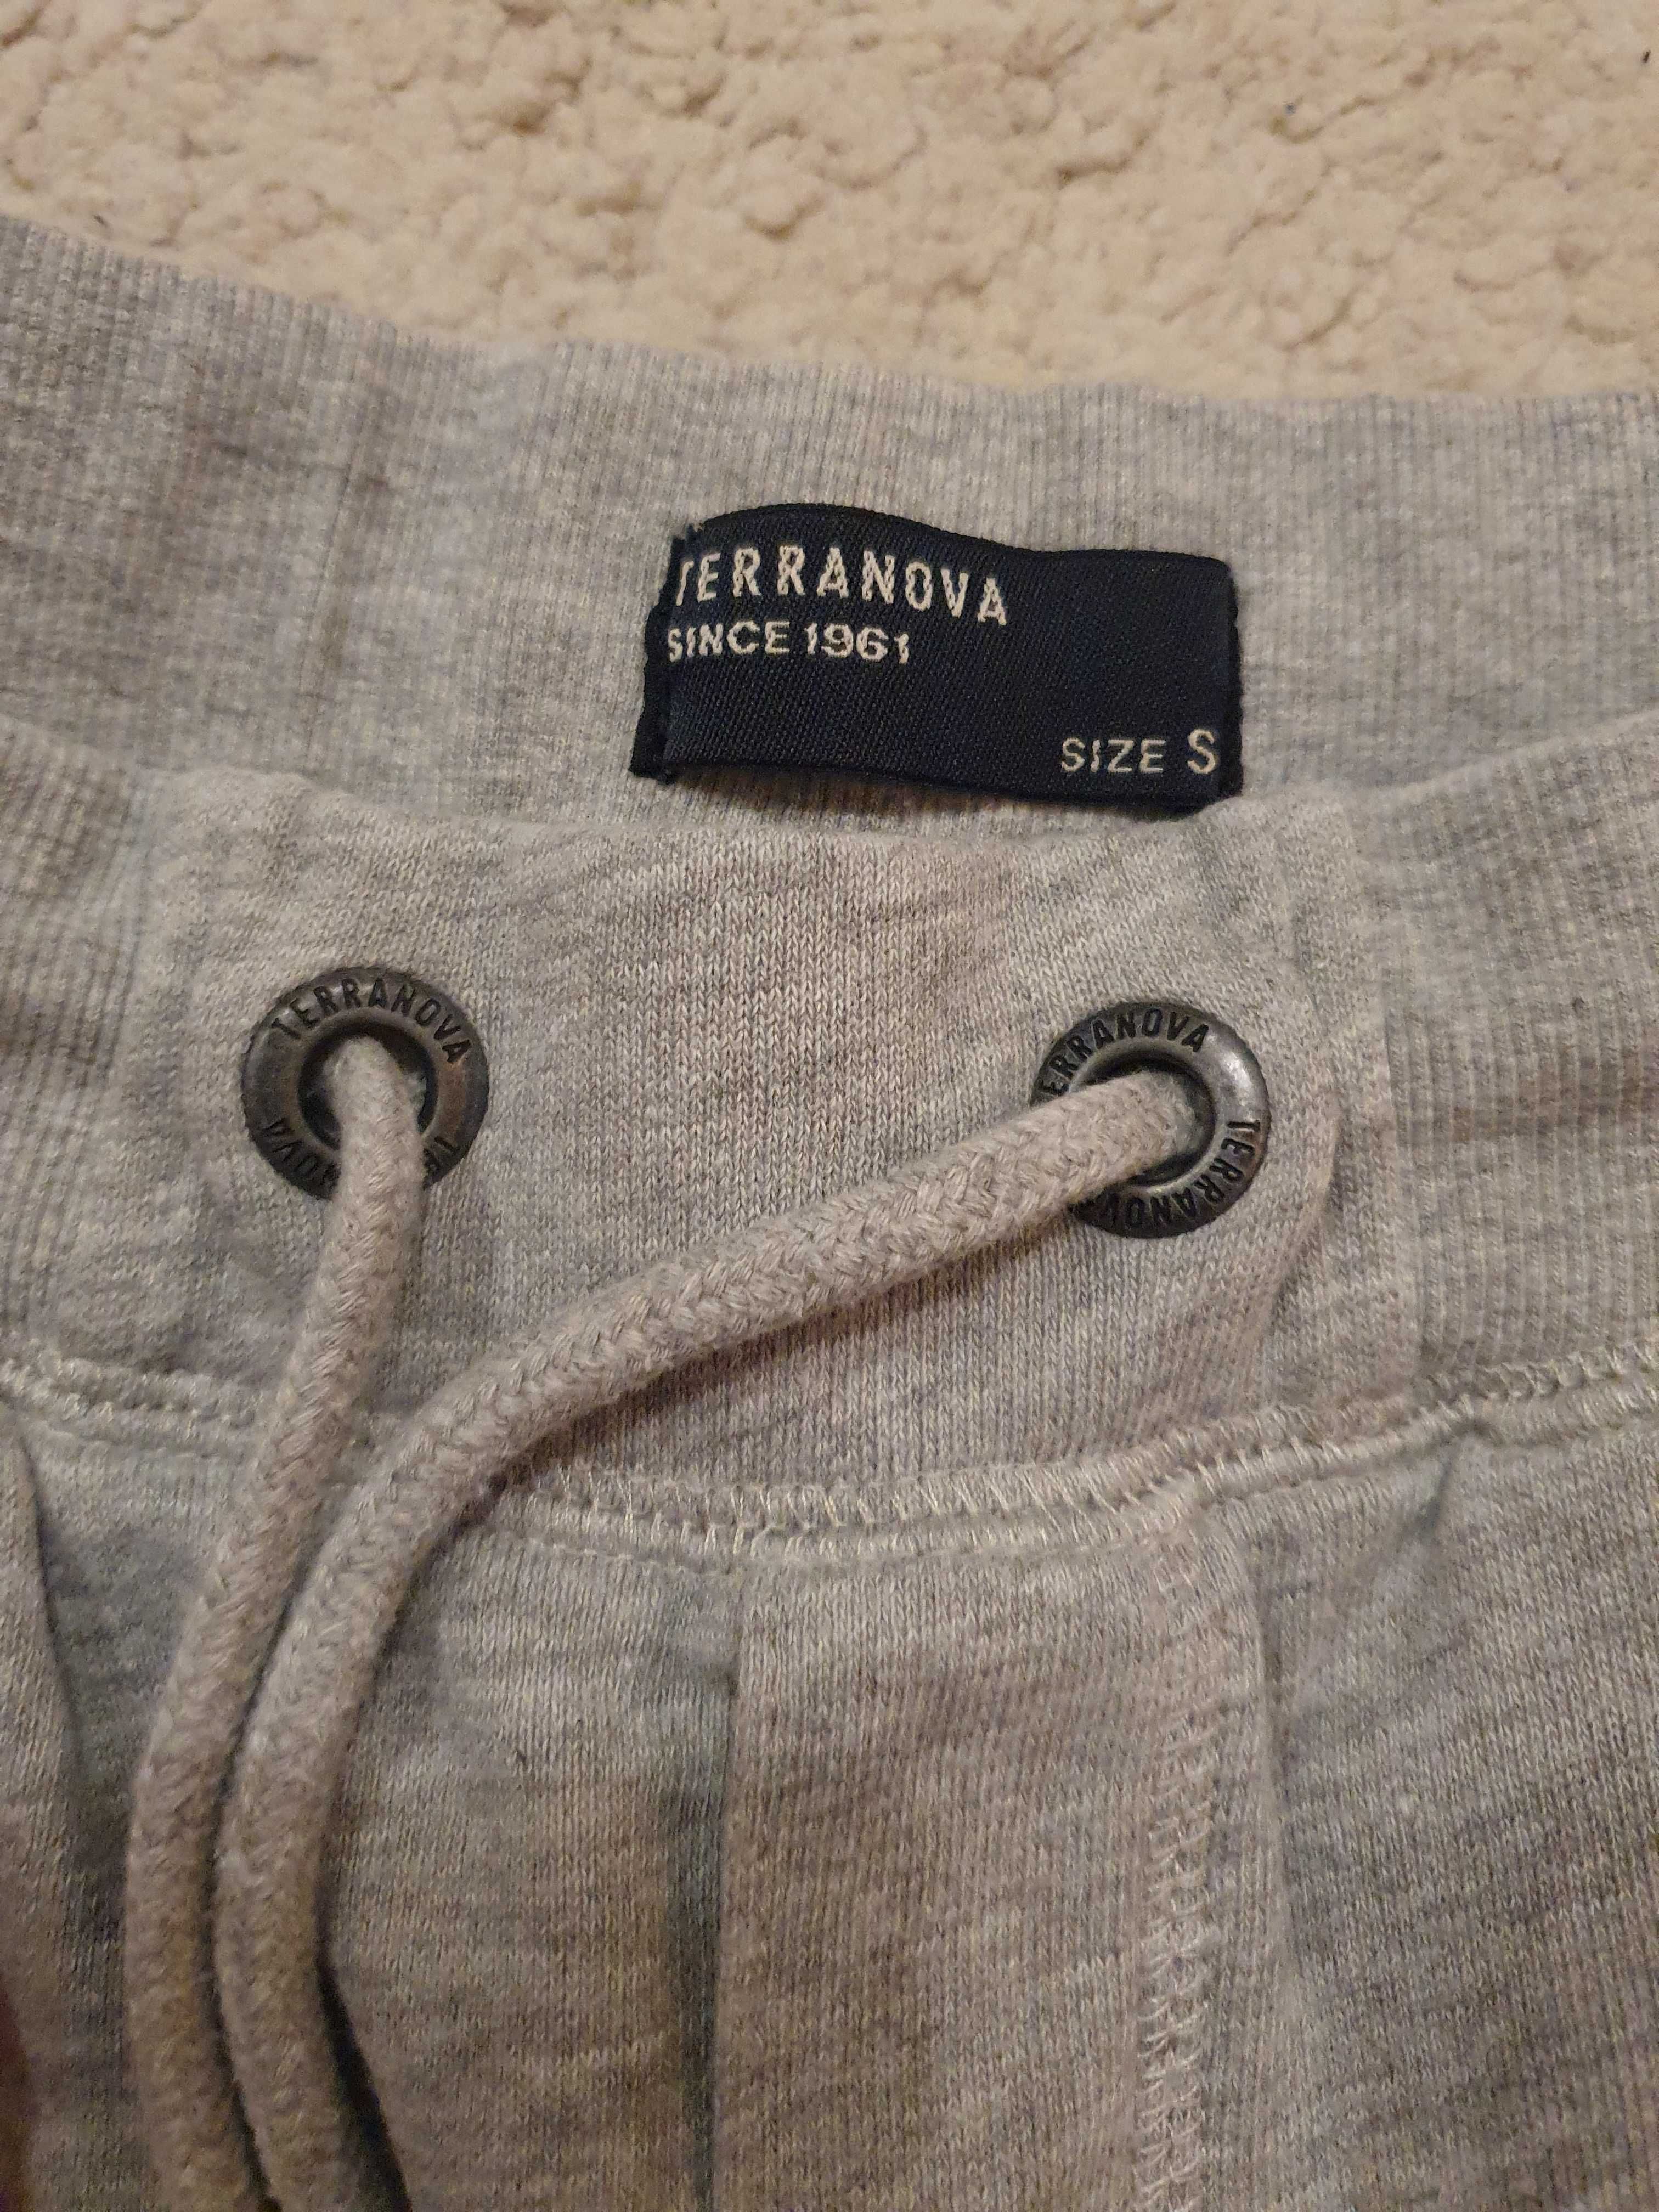 TERRANOVA
SINCE 1961
SIZE S
TERRANOVA
TERRANOVA